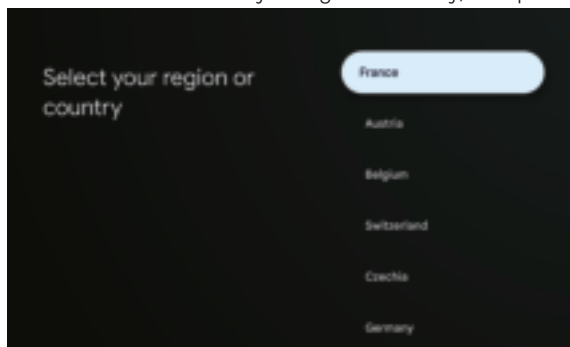 Select your region or
country
France
Austria
Belgium
Switzerland
Czechia
Germany